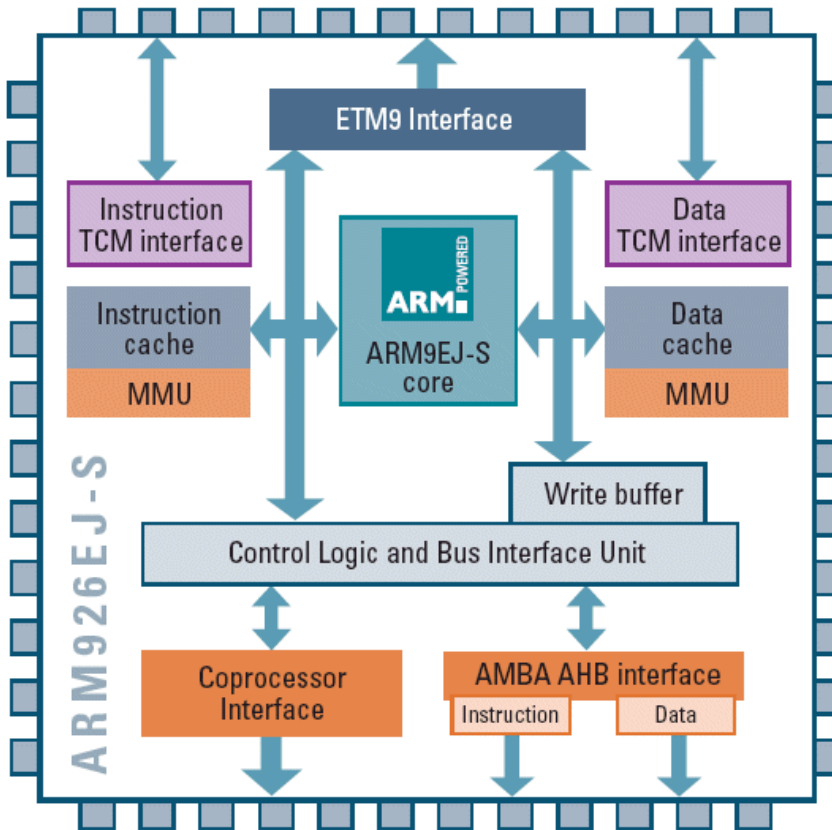 ETM9 Interface
Instruction
TCM interface
Data
TCM interface
ARM
POWERED
ARM9EJ-S
core
Instruction
cache
MMU
Data
cache
MMU
Write buffer
Control Logic and Bus Interface Unit
ARM926EJ-S
Coprocessor
Interface
AMBA AHB interface
Instruction
Data